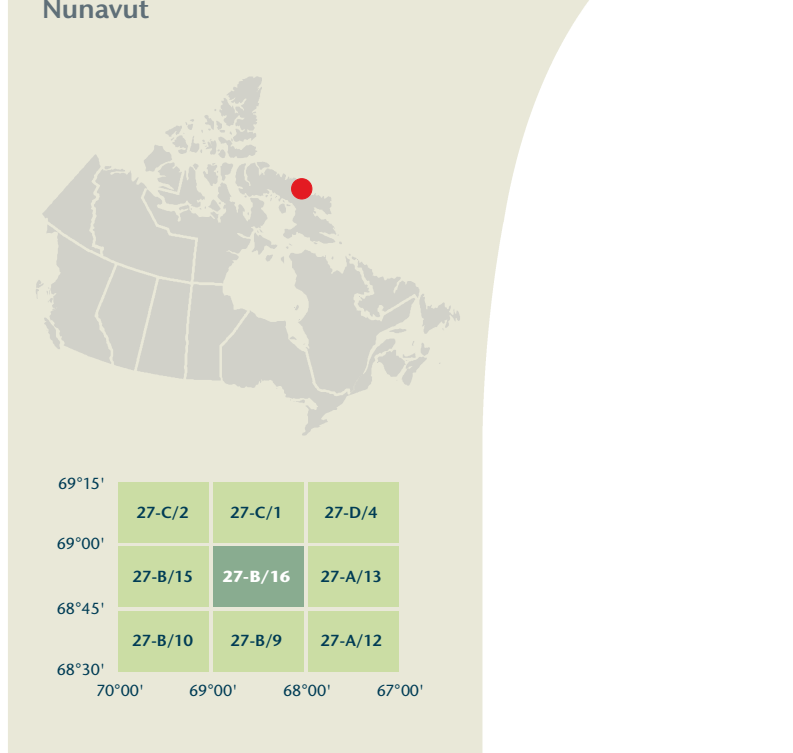 Nunavut
69°15'
27-C/2 27-C/1 27-D/4
69°00'
27-B/15 27-B/16 27-A/13
68°45'
27-B/10 27-B/9 27-A/12
68°30'
70°00' 69°00' 68°00' 67°00'